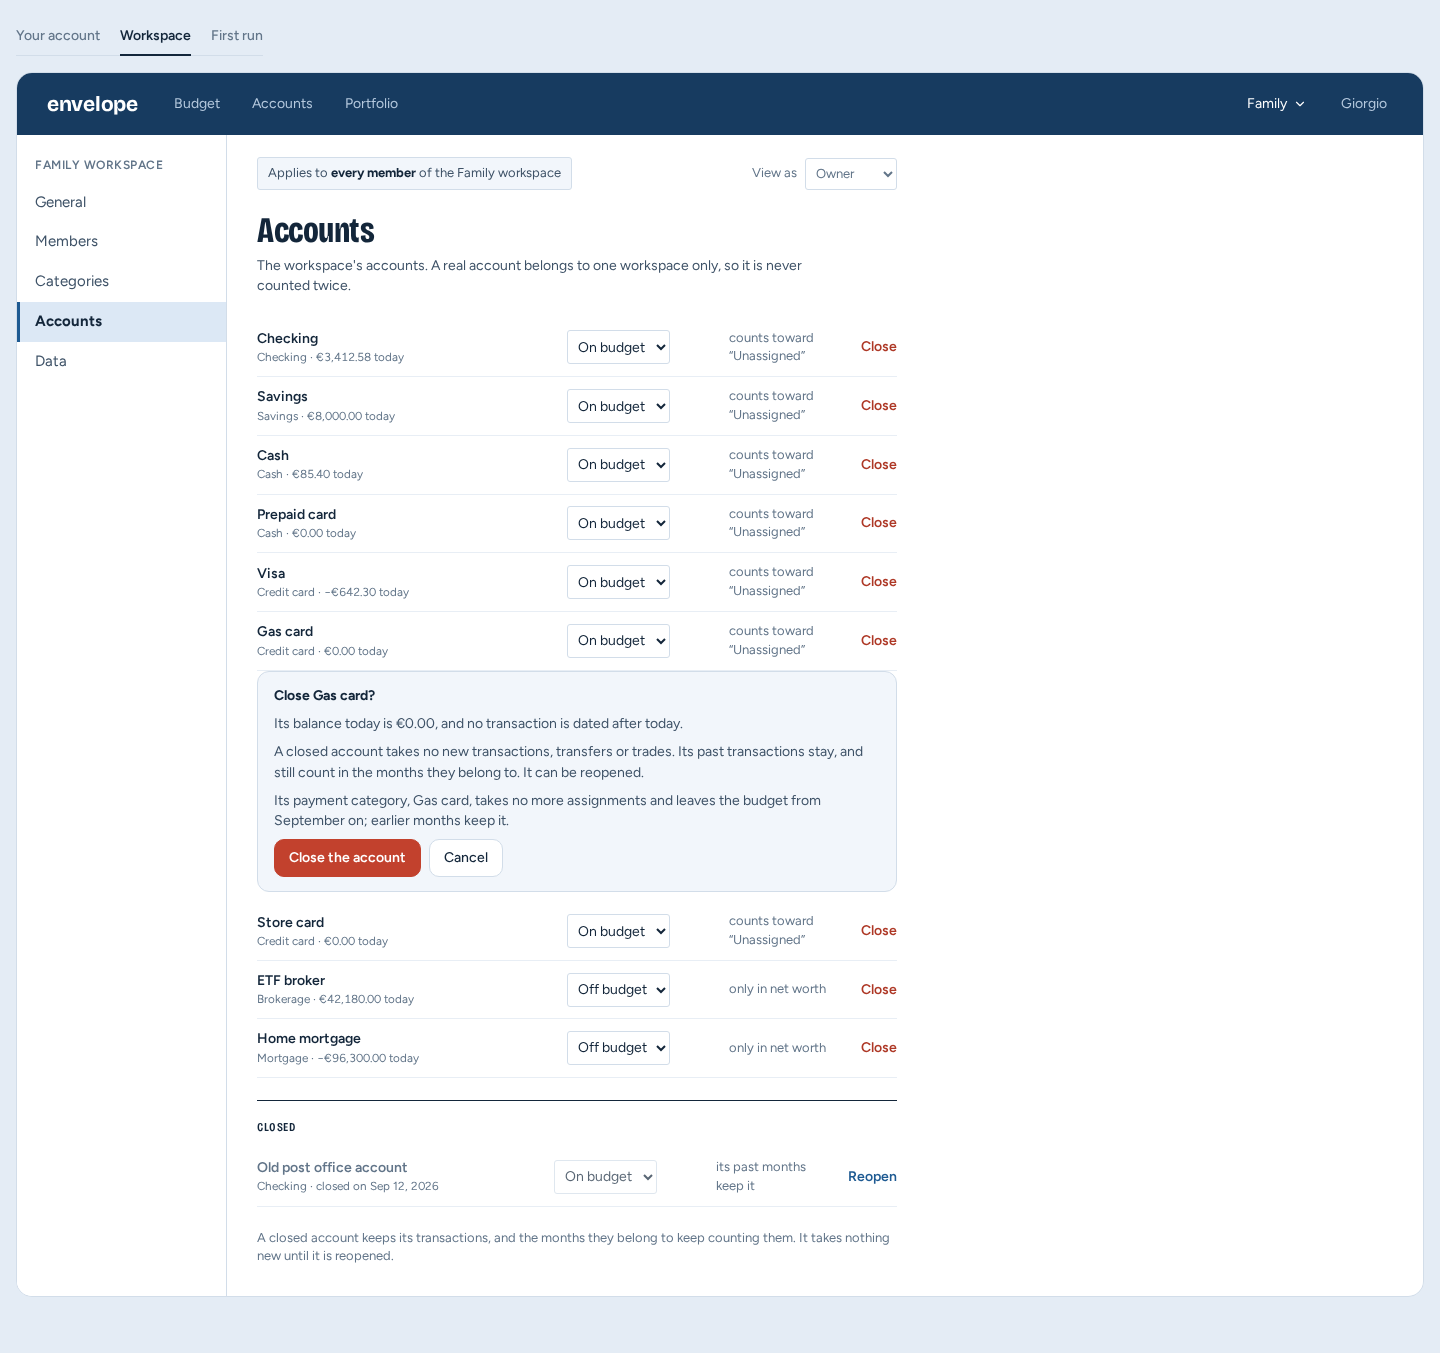 Your account Workspace First run
envelope Budget Accounts Portfolio Family Giorgio
FAMILY WORKSPACE
General
Members
Categories
Accounts
Data
Applies to every member of the Family workspace View as Owner
Accounts
The workspace's accounts. A real account belongs to one workspace only, so it is never
counted twice.
Checking
Checking · €3,412.58 today
On budget
counts toward
“Unassigned”
Close
Savings
Savings · €8,000.00 today
On budget
counts toward
“Unassigned”
Close
Cash
Cash · €85.40 today
On budget
counts toward
“Unassigned”
Close
Prepaid card
Cash · €0.00 today
On budget
counts toward
“Unassigned”
Close
Visa
Credit card · −€642.30 today
On budget
counts toward
“Unassigned”
Close
Gas card
Credit card · €0.00 today
On budget
counts toward
“Unassigned”
Close
Close Gas card?
Its balance today is €0.00, and no transaction is dated after today.
A closed account takes no new transactions, transfers or trades. Its past transactions stay, and
still count in the months they belong to. It can be reopened.
Its payment category, Gas card, takes no more assignments and leaves the budget from
September on; earlier months keep it.
Close the account Cancel
Store card
Credit card · €0.00 today
On budget
counts toward
“Unassigned”
Close
ETF broker
Brokerage · €42,180.00 today
Off budget
only in net worth
Close
Home mortgage
Mortgage · −€96,300.00 today
Off budget
only in net worth
Close
CLOSED
Old post office account
Checking · closed on Sep 12, 2026
On budget
its past months
keep it
Reopen
A closed account keeps its transactions, and the months they belong to keep counting them. It takes nothing
new until it is reopened.